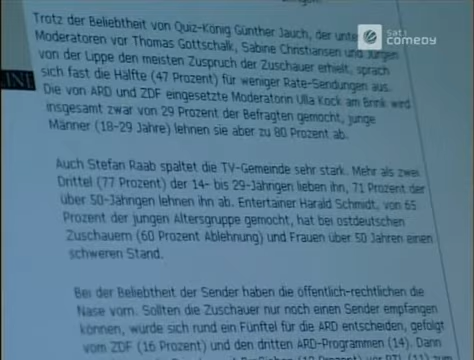 Trotz der Beliebtheit von Quiz-König Günther Jauch, der unter
Moderatoren vor Thomas Gottschalk, Sabine Christiansen und Jürgen
von der Lippe den meisten Zuspruch der Zuschauer erhielt, sprach
sich fast die Hälfte (47 Prozent) für weniger Rate-Sendungen aus.
Die von ARD und ZDF eingesetzte Moderatorin Ulla Kock am Brink wird
insgesamt zwar von 29 Prozent der Befragten gemocht, junge
Männer (18-29 Jahre) lehnen sie aber zu 80 Prozent ab.
Auch Stefan Raab spaltet die TV-Gemeinde sehr stark. Mehr als zwei
Drittel (77 Prozent) der 14- bis 29-Jährigen lieben ihn, 71 Prozent der
über 50-Jährigen lehnen ihn ab. Entertainer Harald Schmidt, von 65
Prozent der jungen Altersgruppe gemocht, hat bei ostdeutschen
Zuschauern (60 Prozent Ablehnung) und Frauen über 50 Jahren einen
schweren Stand.
Bei der Beliebtheit der Sender haben die öffentlich-rechtlichen die
Nase vorn. Sollten die Zuschauer nur noch einen Sender empfangen
können, würde sich rund ein Fünftel für die ARD entscheiden, gefolgt
vom ZDF (16 Prozent) und den dritten ARD-Programmen (14). Dann
sat1
comedy
INE